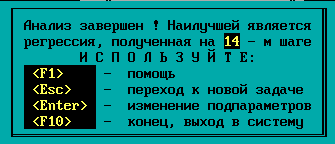 Анализ завершен ! Наилучшей является
регрессия, полученная на 14 - м шаге
И С П О Л Ь З У Й Т Е:
<F1> - помощь
<Esc> - переход к новой задаче
<Enter> - изменение подпараметров
<F10> - конец, выход в систему